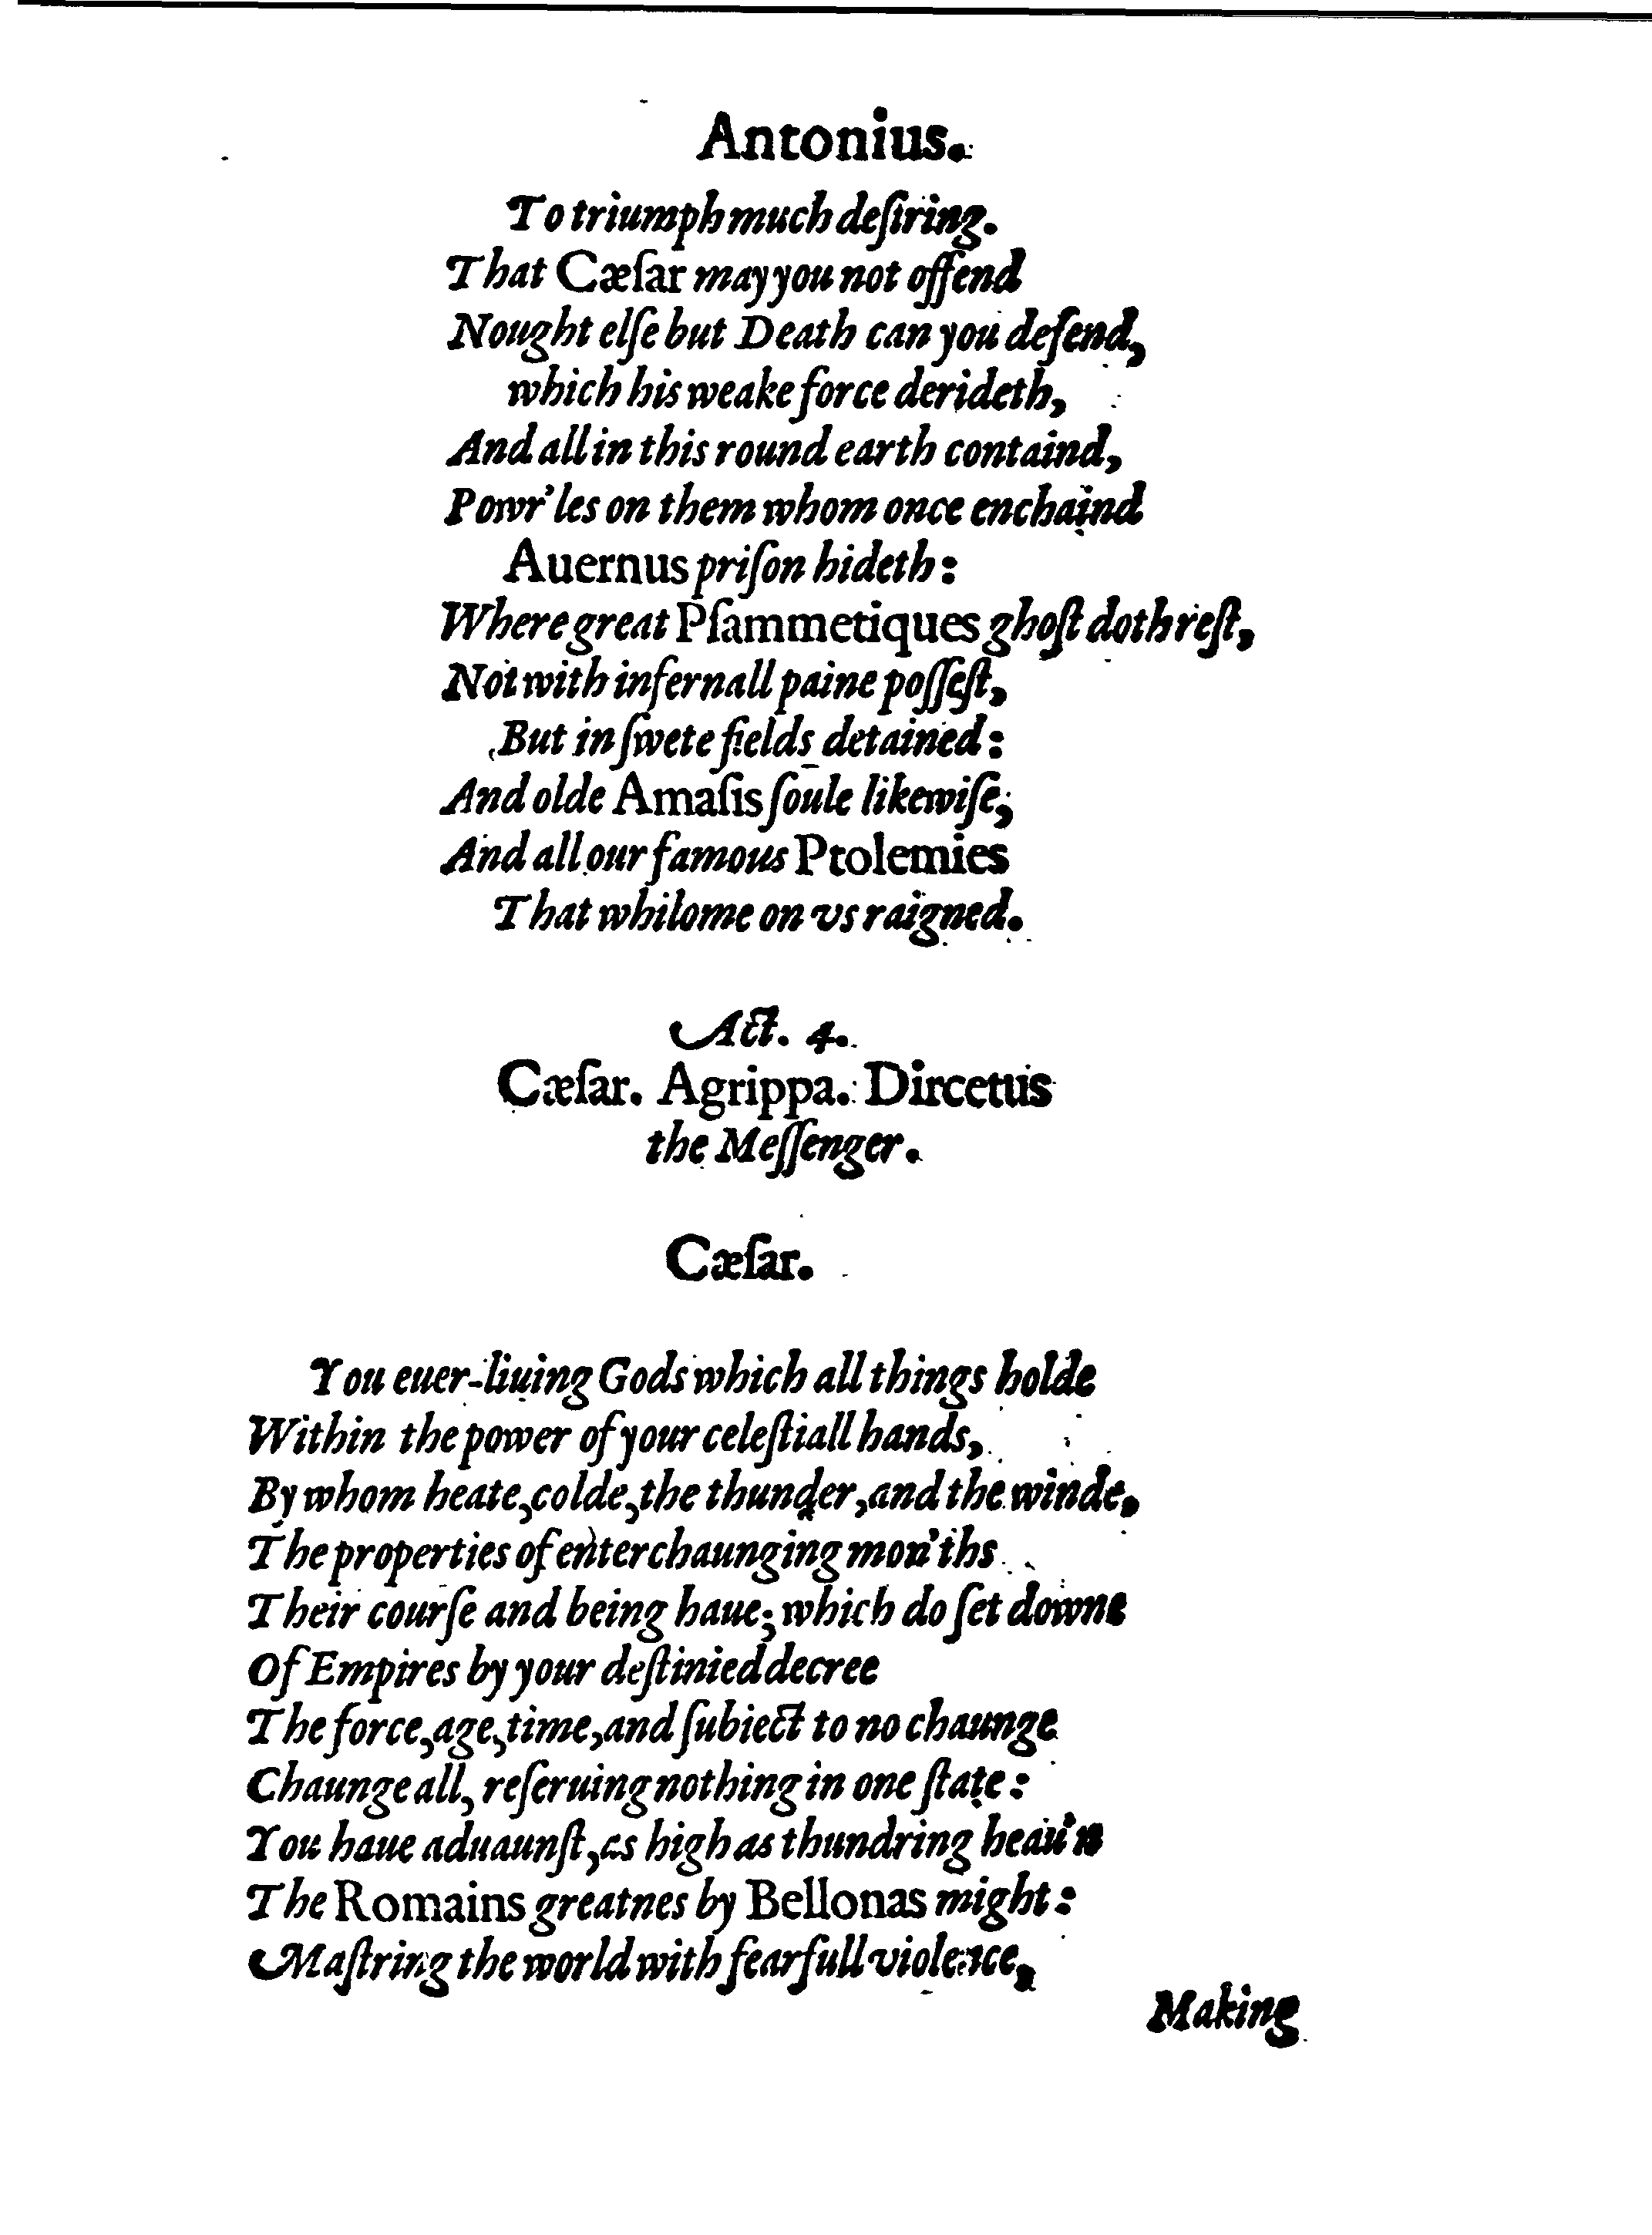 Antonius.
To triumph much deſiring.
That Cæſar may you not offend
Nought elſe but Death can you defend,
which his weake force derideth,
And all in this round earth containd,
Powr'les on them whom once enchaind
Auernus priſon hideth:
Where great Pſammetiques ghoſt doth reſt,
Not with infernall paine poſſeſt,
But in ſwete fields detained:
And olde Amaſis ſoule likewiſe,
And all our famous Ptolemies
That whilome on vs raigned.
Act. 4.
Cæſar. Agrippa. Dircetus
the Meſſenger.
Cæſar.
You euer-liuing Gods which all things holde
Within the power of your celeſtiall hands,
By whom heate, colde, the thunder, and the winde,
The properties of enterchaunging mon'ths
Their courſe and being haue; which do ſet downe
Of Empires by your deſtinied decree
The force, age, time, and ſubiect to no chaunge
Chaunge all, reſeruing nothing in one ſtate:
You haue aduaunſt, as high as thundring heau'n
The Romains greatnes by Bellonas might:
Maſtring the world with fearfull violence,
Making